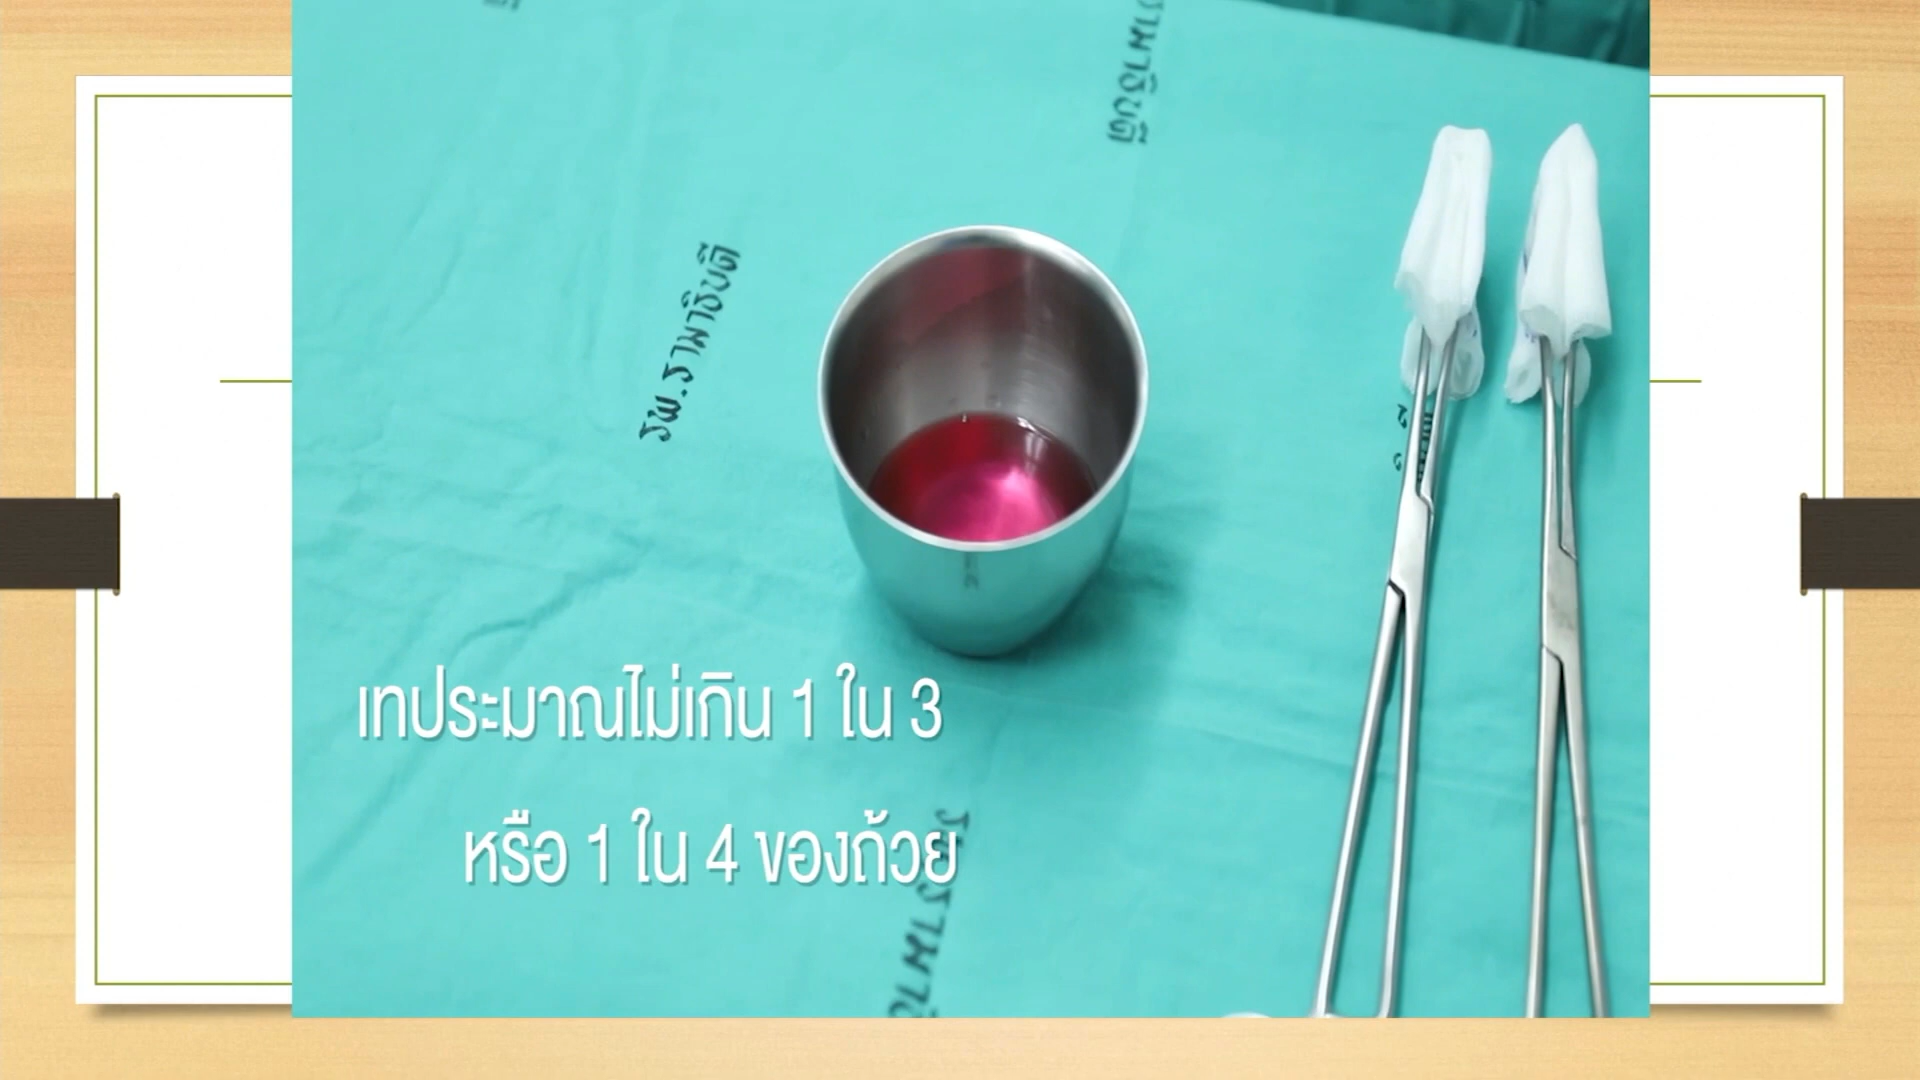 รพ.รามาธิบดี
เทประมาณไม่เกิน 1 ใน 3
หรือ 1 ใน 4 ของถ้วย